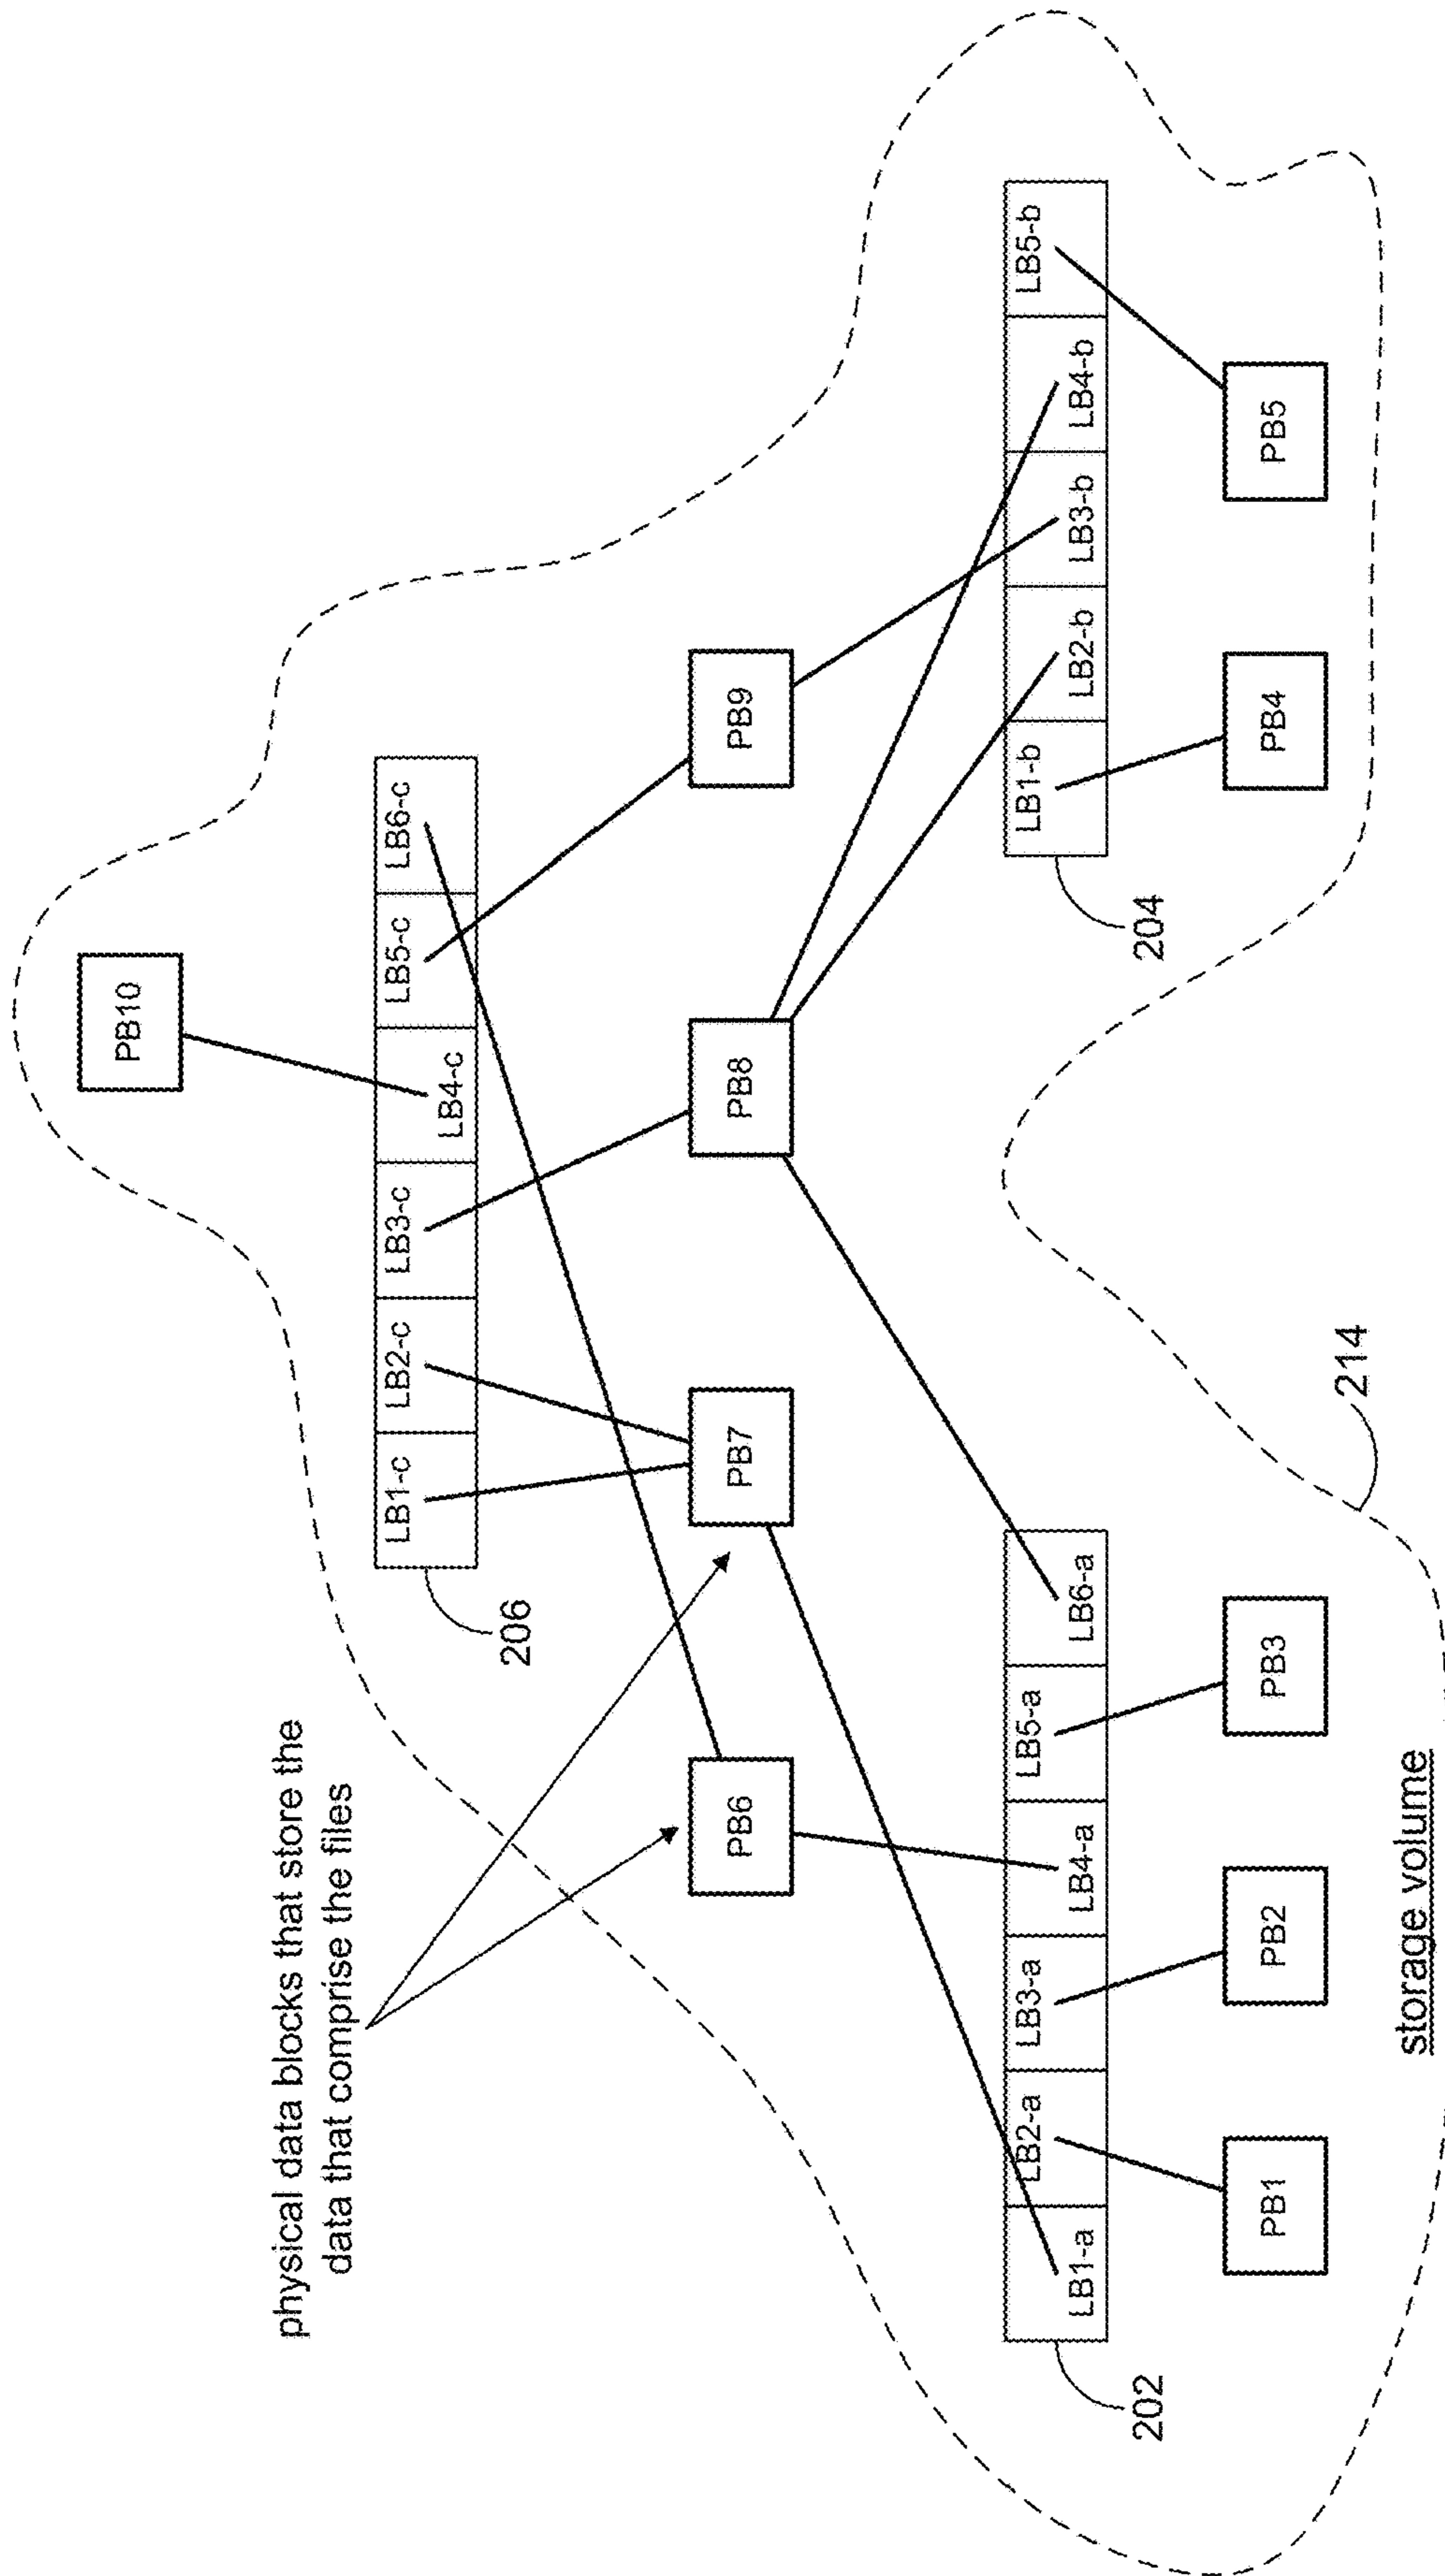 physical data blocks that store the
data that comprise the files
PB10
LB1-c
LB2-c
LB3-c
LB4-c
LB5-c
LB6-c
206
PB6
PB7
PB8
PB9
LB1-a
LB2-a
LB3-a
LB4-a
LB5-a
LB6-a
202
LB1-b
LB2-b
LB3-b
LB4-b
LB5-b
204
PB1
PB2
PB3
PB4
PB5
214
storage volume